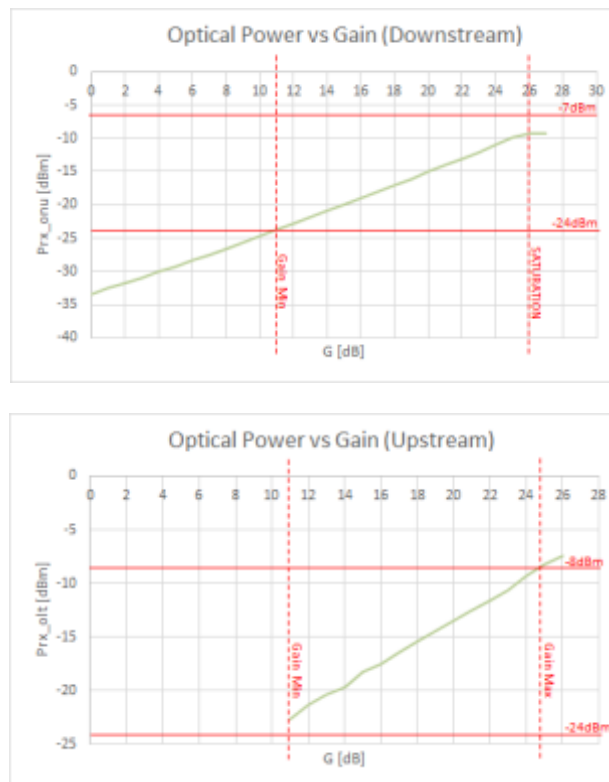 Optical Power vs Gain (Downstream)
0
0 2 4 6 8 10 12 14 16 18 20 22 24 26 28 30
-5
-7dBm
-10
-15
-20
-24dBm
-25
-30
-35
-40
Prx_onu [dBm]
Gain Min
SATURATION
G [dB]
Optical Power vs Gain (Upstream)
0
0 2 4 6 8 10 12 14 16 18 20 22 24 26 28
-5
-8dBm
-10
-15
-20
-24dBm
-25
Prx_olt [dBm]
Gain Min
Gain Max
G [dB]